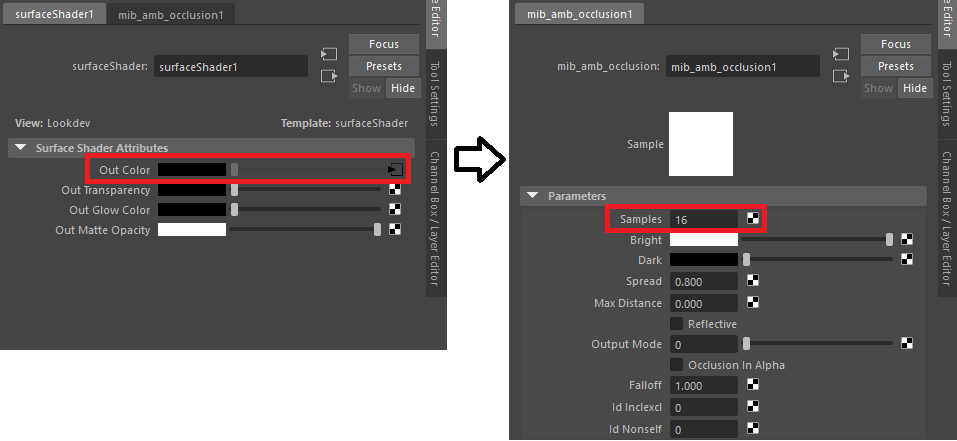 surfaceShader1 mib_amb_occlusion1
surfaceShader: surfaceShader1
Focus
Presets
Show Hide
View: Lookdev Template: surfaceShader
Surface Shader Attributes
Out Color
Out Transparency
Out Glow Color
Out Matte Opacity
Editor
Tool Settings
Channel Box / Layer Editor
mib_amb_occlusion1
mib_amb_occlusion: mib_amb_occlusion1
Focus
Presets
Show Hide
Sample
Parameters
Samples 16
Bright
Dark
Spread 0.800
Max Distance 0.000
Reflective
Output Mode 0
Occlusion In Alpha
Falloff 1.000
Id Inclexcl 0
Id Nonself 0
Editor
Tool Settings
Channel Box / Layer Editor